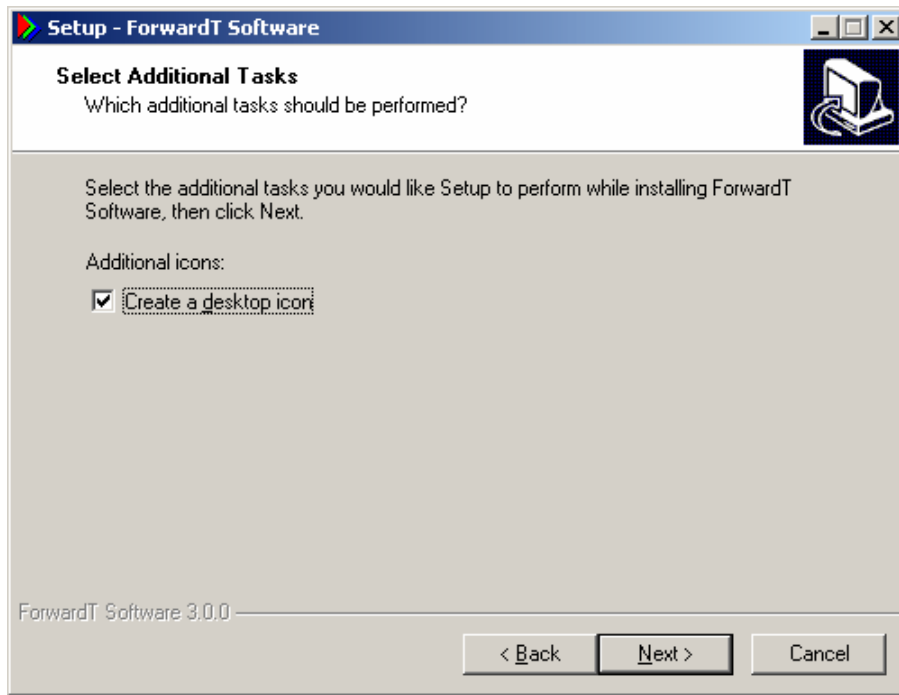 Setup - ForwardT Software
Select Additional Tasks
Which additional tasks should be performed?
Select the additional tasks you would like Setup to perform while installing ForwardT
Software, then click Next.
Additional icons:
Create a desktop icon
ForwardT Software 3.0.0
< Back
Next >
Cancel